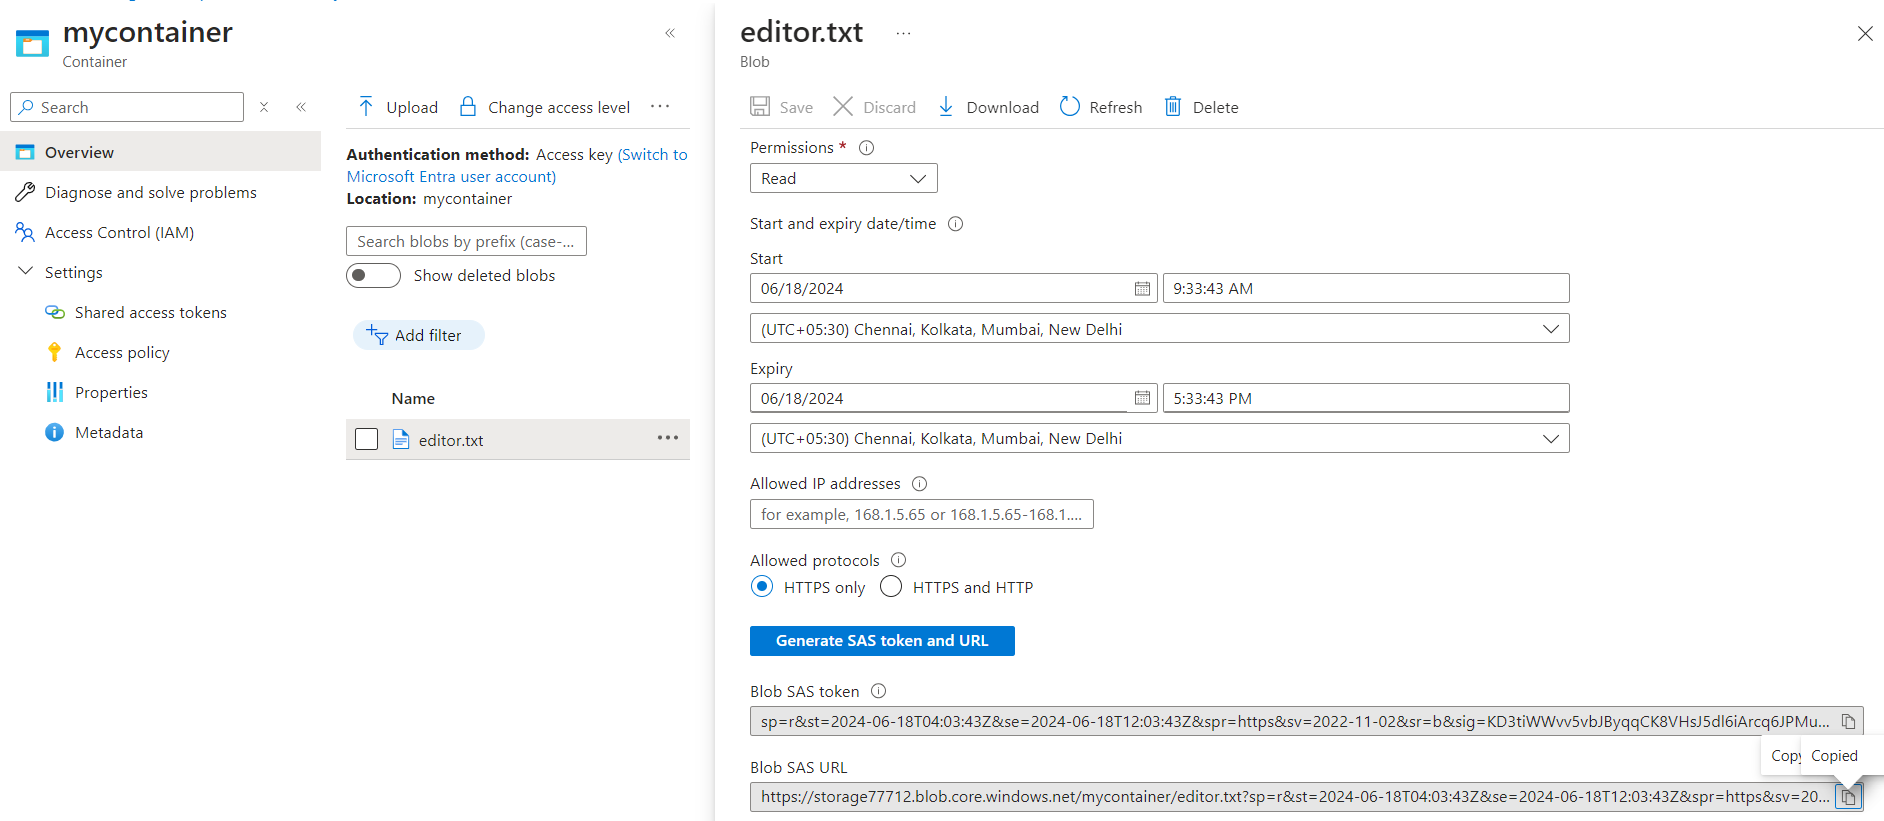 mycontainer
Container
Search
Overview
Diagnose and solve problems
Access Control (IAM)
Settings
Shared access tokens
Access policy
Properties
Metadata
Upload
Change access level
Authentication method: Access key (Switch to
Microsoft Entra user account)
Location: mycontainer
Search blobs by prefix (case-...
Show deleted blobs
Add filter
Name
editor.txt
editor.txt
Blob
Save
Discard
Download
Refresh
Delete
Permissions *
Read
Start and expiry date/time
Start
06/18/2024
9:33:43 AM
(UTC+05:30) Chennai, Kolkata, Mumbai, New Delhi
Expiry
06/18/2024
5:33:43 PM
(UTC+05:30) Chennai, Kolkata, Mumbai, New Delhi
Allowed IP addresses
for example, 168.1.5.65 or 168.1.5.65-168.1....
Allowed protocols
HTTPS only
HTTPS and HTTP
Generate SAS token and URL
Blob SAS token
sp=r&st=2024-06-18T04:03:43Z&se=2024-06-18T12:03:43Z&spr=https&sv=2022-11-02&sr=b&sig=KD3tiWWvv5vbJByqqCK8VHsJ5dl6iArcq6JPMu...
Copy
Copied
Blob SAS URL
https://storage77712.blob.core.windows.net/mycontainer/editor.txt?sp=r&st=2024-06-18T04:03:43Z&se=2024-06-18T12:03:43Z&spr=https&sv=20...